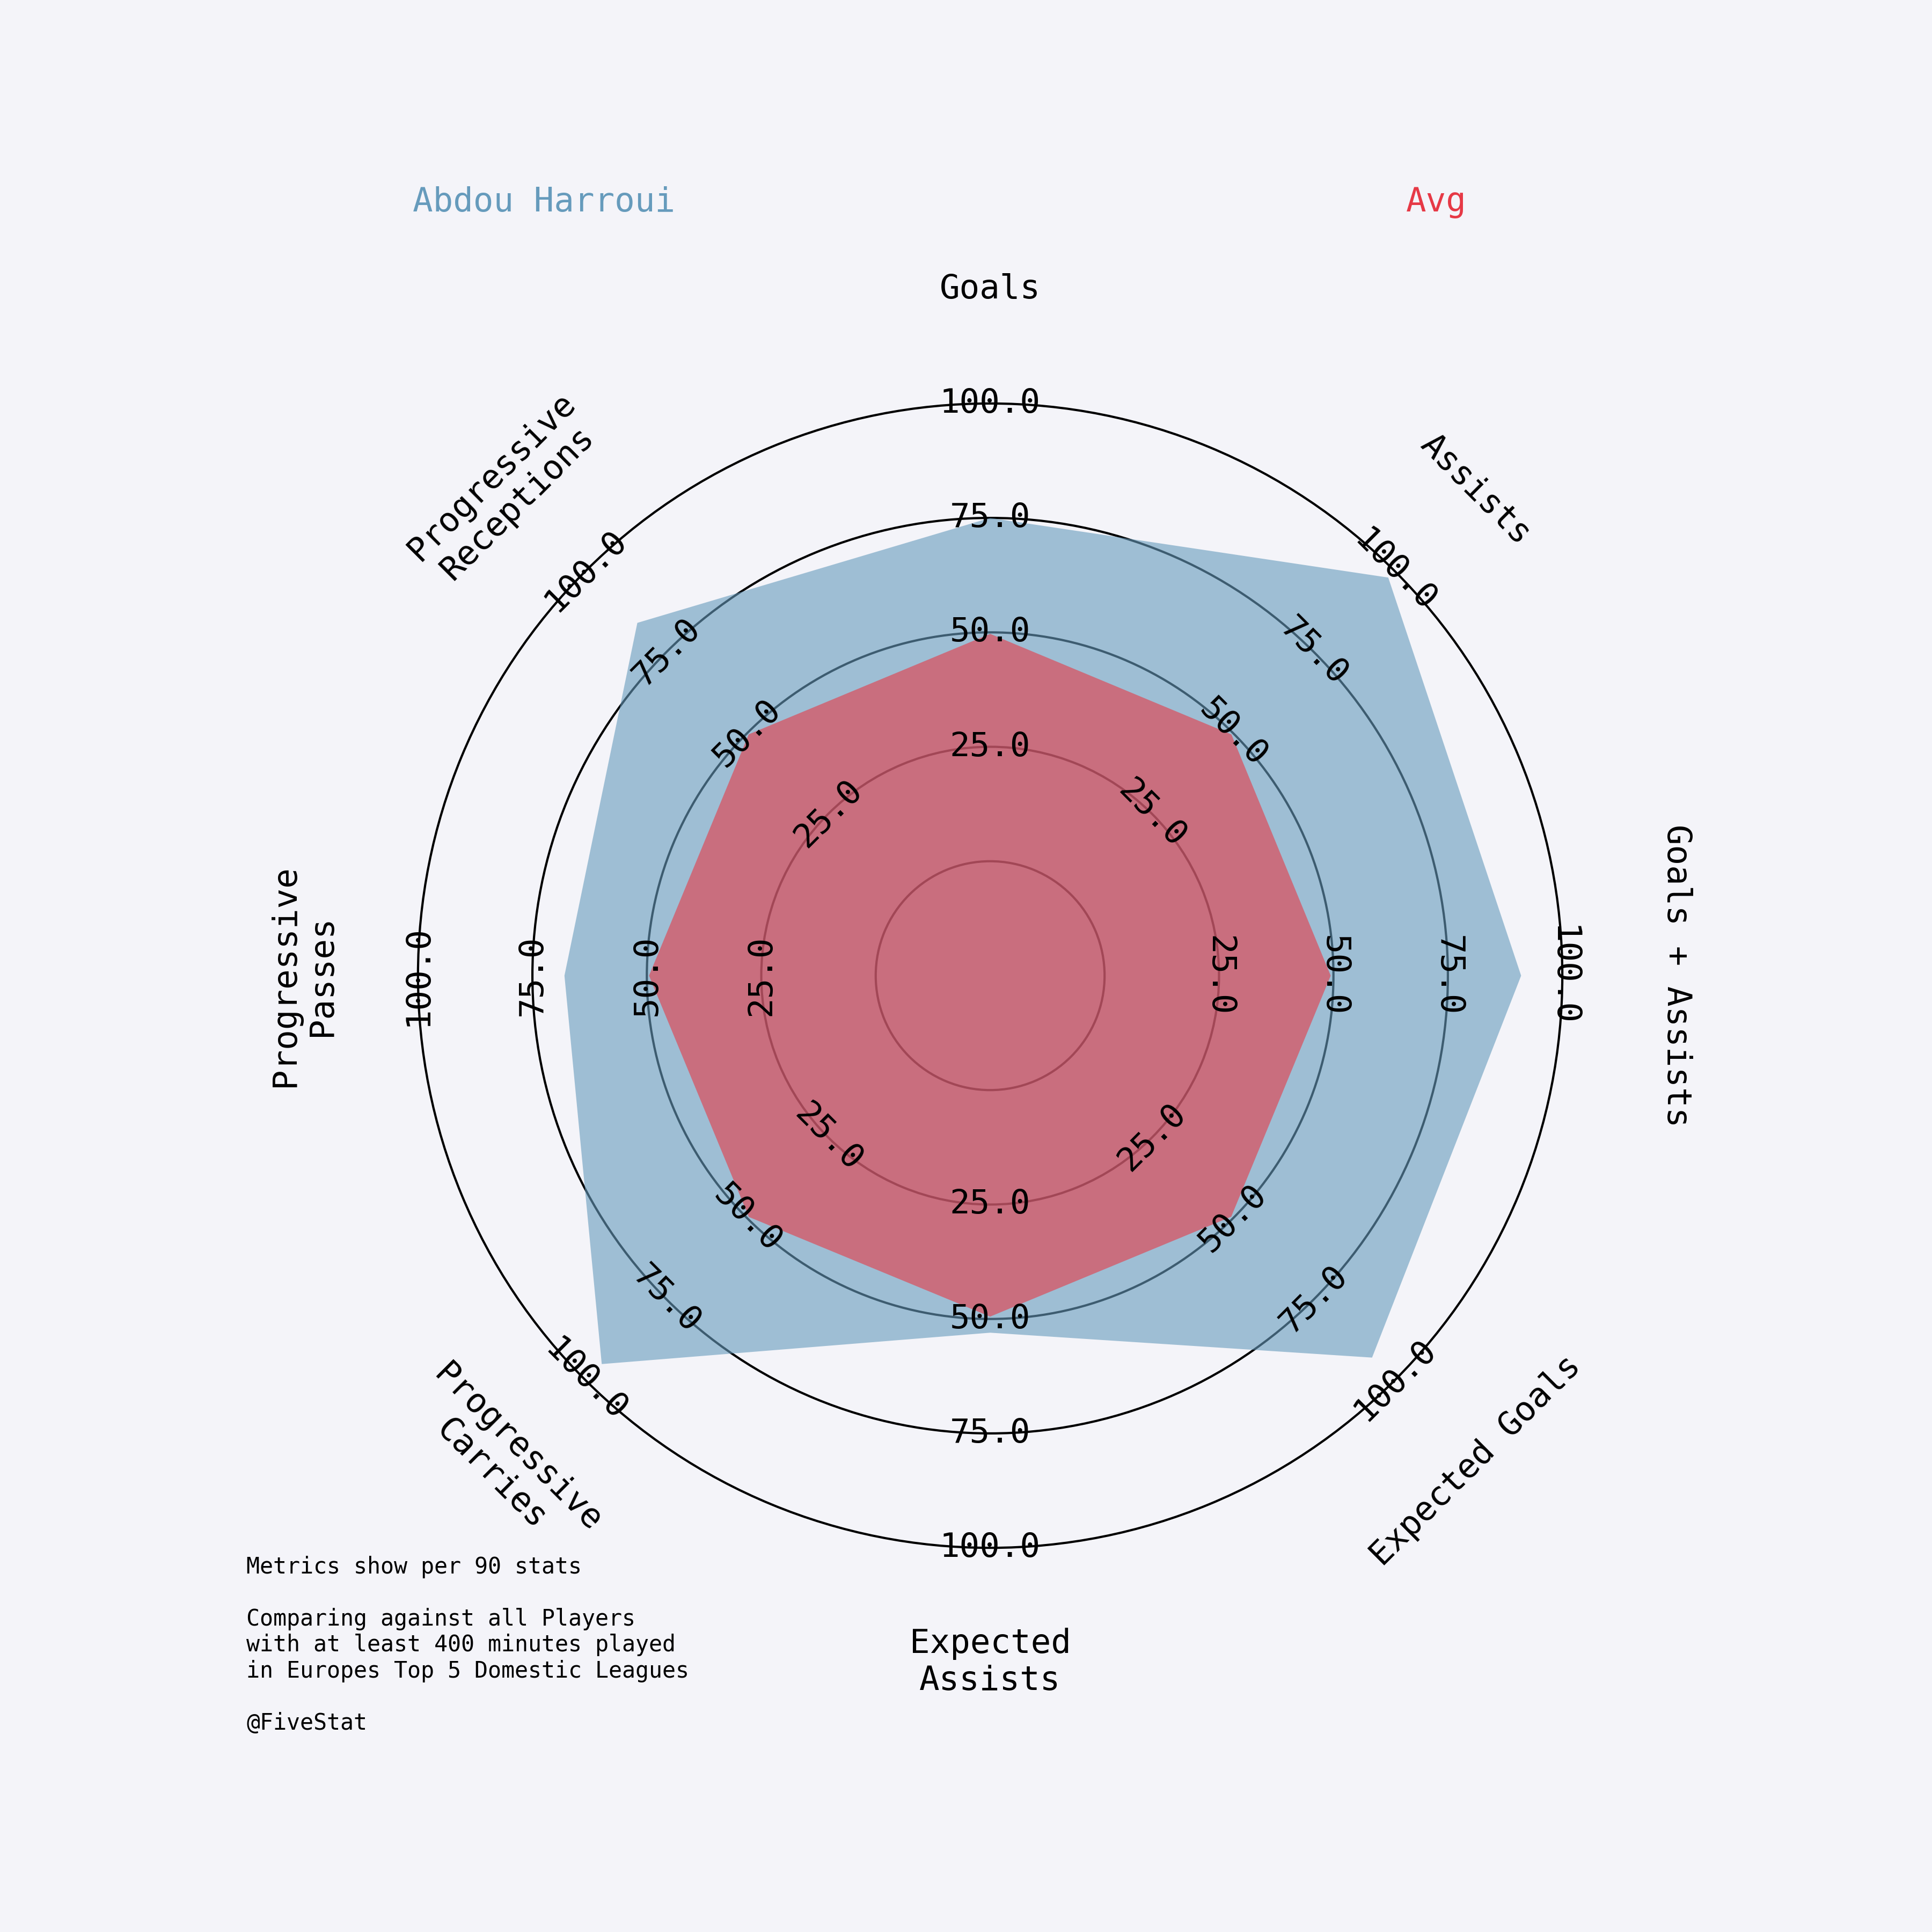 Abdou Harroui
Avg
Goals
Assists
Goals + Assists
Expected Goals
Expected
Assists
Progressive
Carries
Progressive
Passes
Progressive
Receptions
25.0
50.0
75.0
100.0
25.0
50.0
75.0
100.0
25.0
50.0
75.0
100.0
25.0
50.0
75.0
100.0
25.0
50.0
75.0
100.0
25.0
50.0
75.0
100.0
25.0
50.0
75.0
100.0
25.0
50.0
75.0
100.0
Metrics show per 90 stats
Comparing against all Players
with at least 400 minutes played
in Europes Top 5 Domestic Leagues
@FiveStat